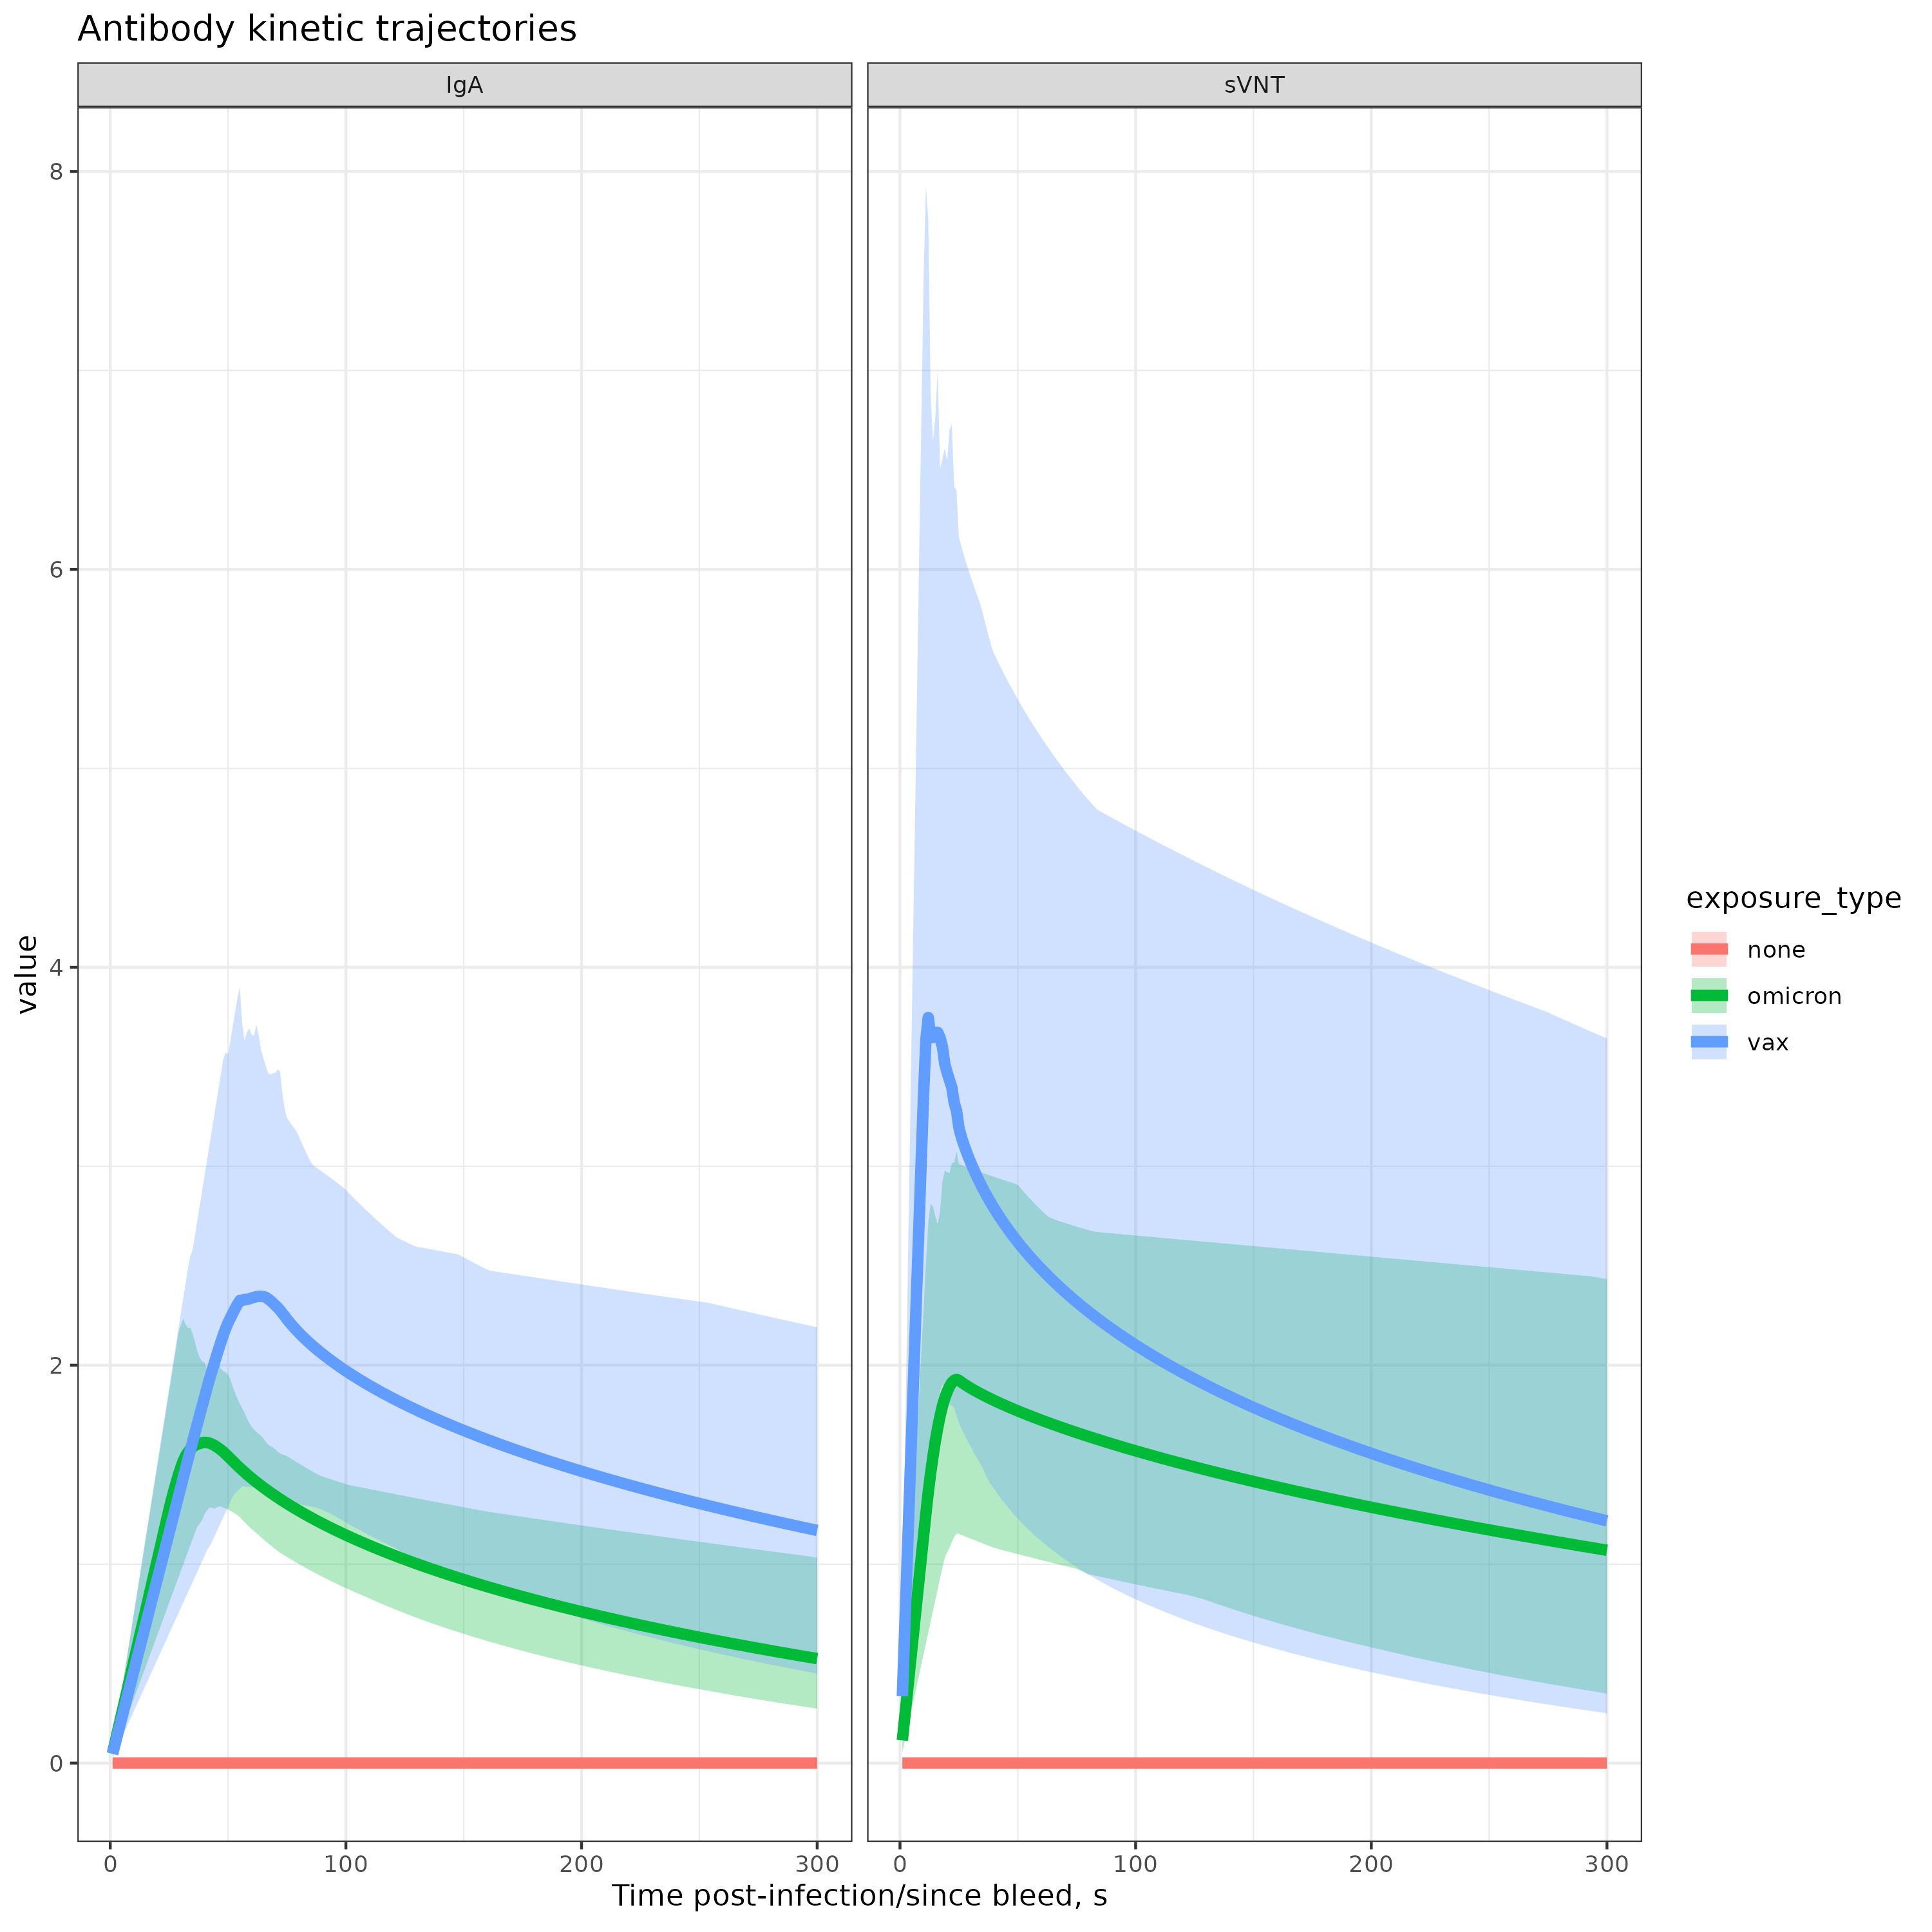 Antibody kinetic trajectories
IgA
sVNT
8
6
4
2
0
value
0 100 200 300
0 100 200 300
Time post-infection/since bleed, s
exposure_type
none
omicron
vax